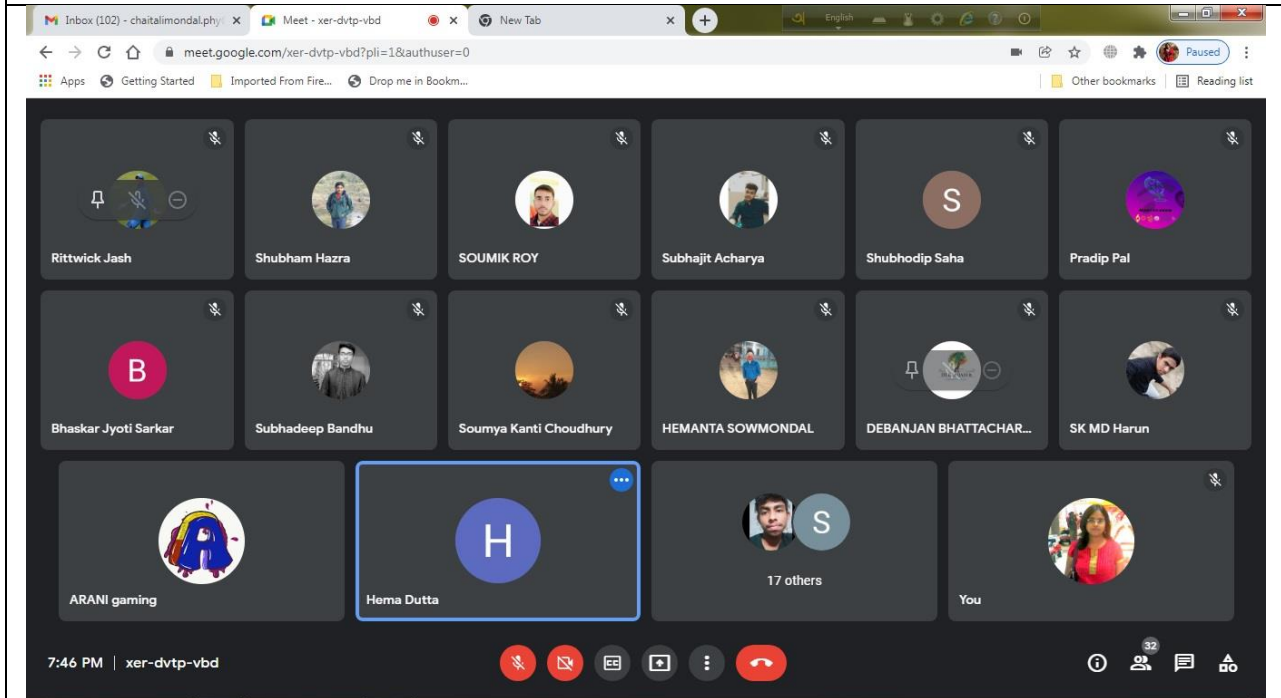 Inbox (102) - chaitalimondal.phy
Meet - xer-dvtp-vbd
New Tab
English
meet.google.com/xer-dvtp-vbd?pli=1&authuser=0
Paused
Apps
Getting Started
Imported From Fire...
Drop me in Bookm...
Other bookmarks
Reading list
Rittwick Jash
Shubham Hazra
SOUMIK ROY
Subhajit Acharya
S
Shubhodip Saha
Pradip Pal
B
Bhaskar Jyoti Sarkar
Subhadeep Bandhu
Soumya Kanti Choudhury
HEMANTA SOWMONDAL
DEBANJAN BHATTACHAR...
SK MD Harun
A
ARANI gaming
H
Hema Dutta
S
17 others
You
7:46 PM | xer-dvtp-vbd
CC
32